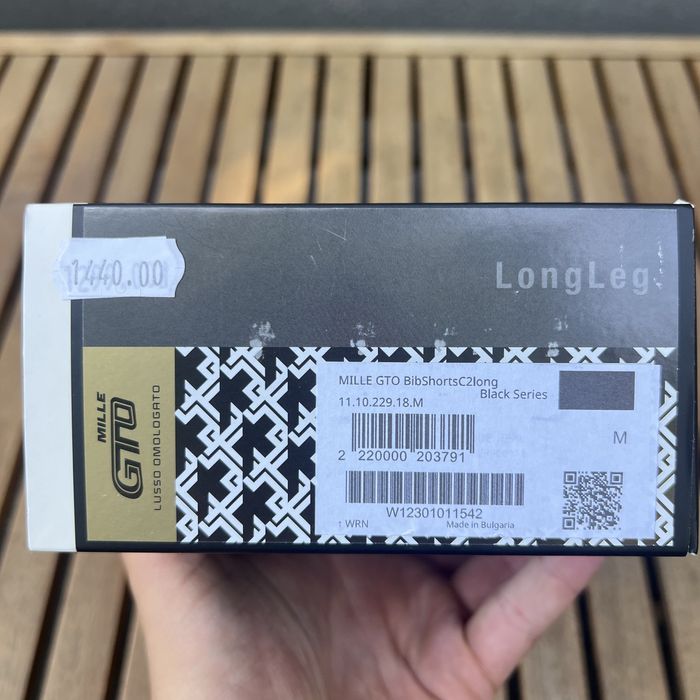 1440.00
LongLeg
MILLE
GTO
LUSSO OMOLOGATO
MILLE GTO BibShortsC2long
Black Series
11.10.229.18.M
M
2 220000 203791
W12301011542
↑ WRN
Made in Bulgaria